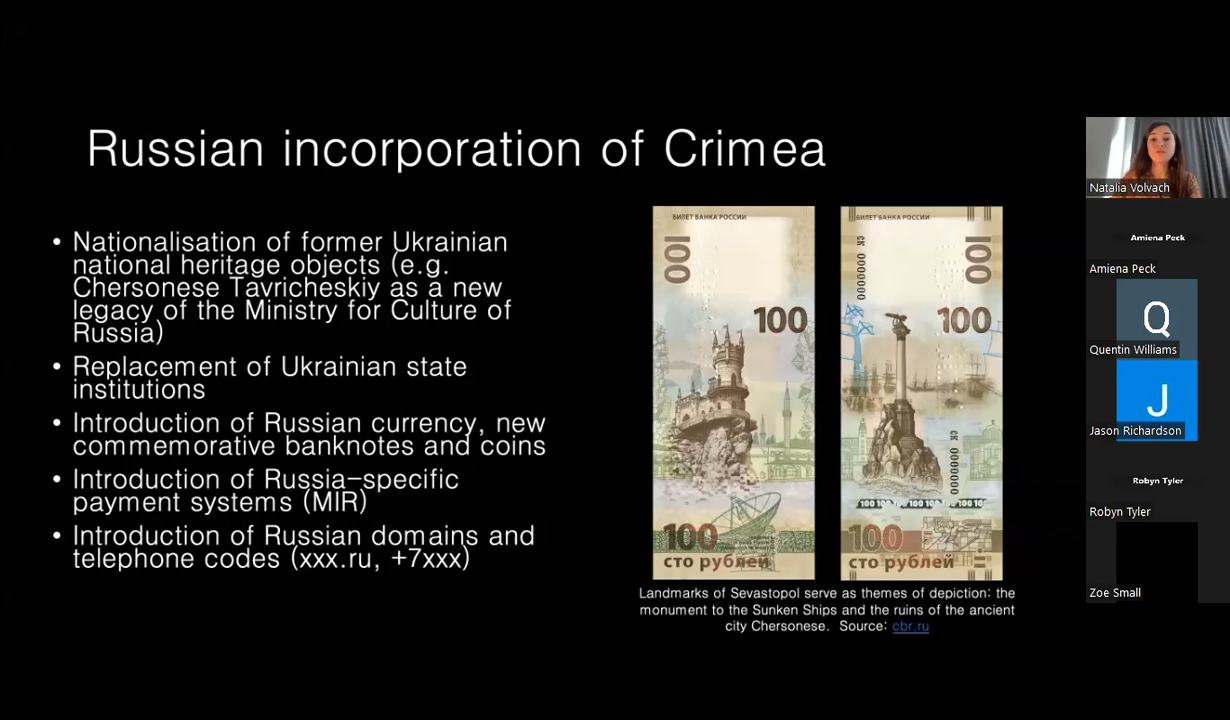 Russian incorporation of Crimea
• Nationalisation of former Ukrainian
national heritage objects (e.g.
Chersonese Tavricheskiy as a new
legacy of the Ministry for Culture of
Russia)
• Replacement of Ukrainian state
institutions
• Introduction of Russian currency, new
commemorative banknotes and coins
• Introduction of Russia-specific
payment systems (MIR)
• Introduction of Russian domains and
telephone codes (xxx.ru, +7xxx)
БИЛЕТ БАНКА РОССИИ
100
100
100
сто рублей
БИЛЕТ БАНКА РОССИИ
СК 0000000
100
100
СК 0000000
100 100 100
100
сто рублей
Landmarks of Sevastopol serve as themes of depiction: the
monument to the Sunken Ships and the ruins of the ancient
city Chersonese. Source: cbr.ru
Natalia Volvach
Amiena Peck
Amiena Peck
Q
Quentin Williams
J
Jason Richardson
Robyn Tyler
Robyn Tyler
Zoe Small